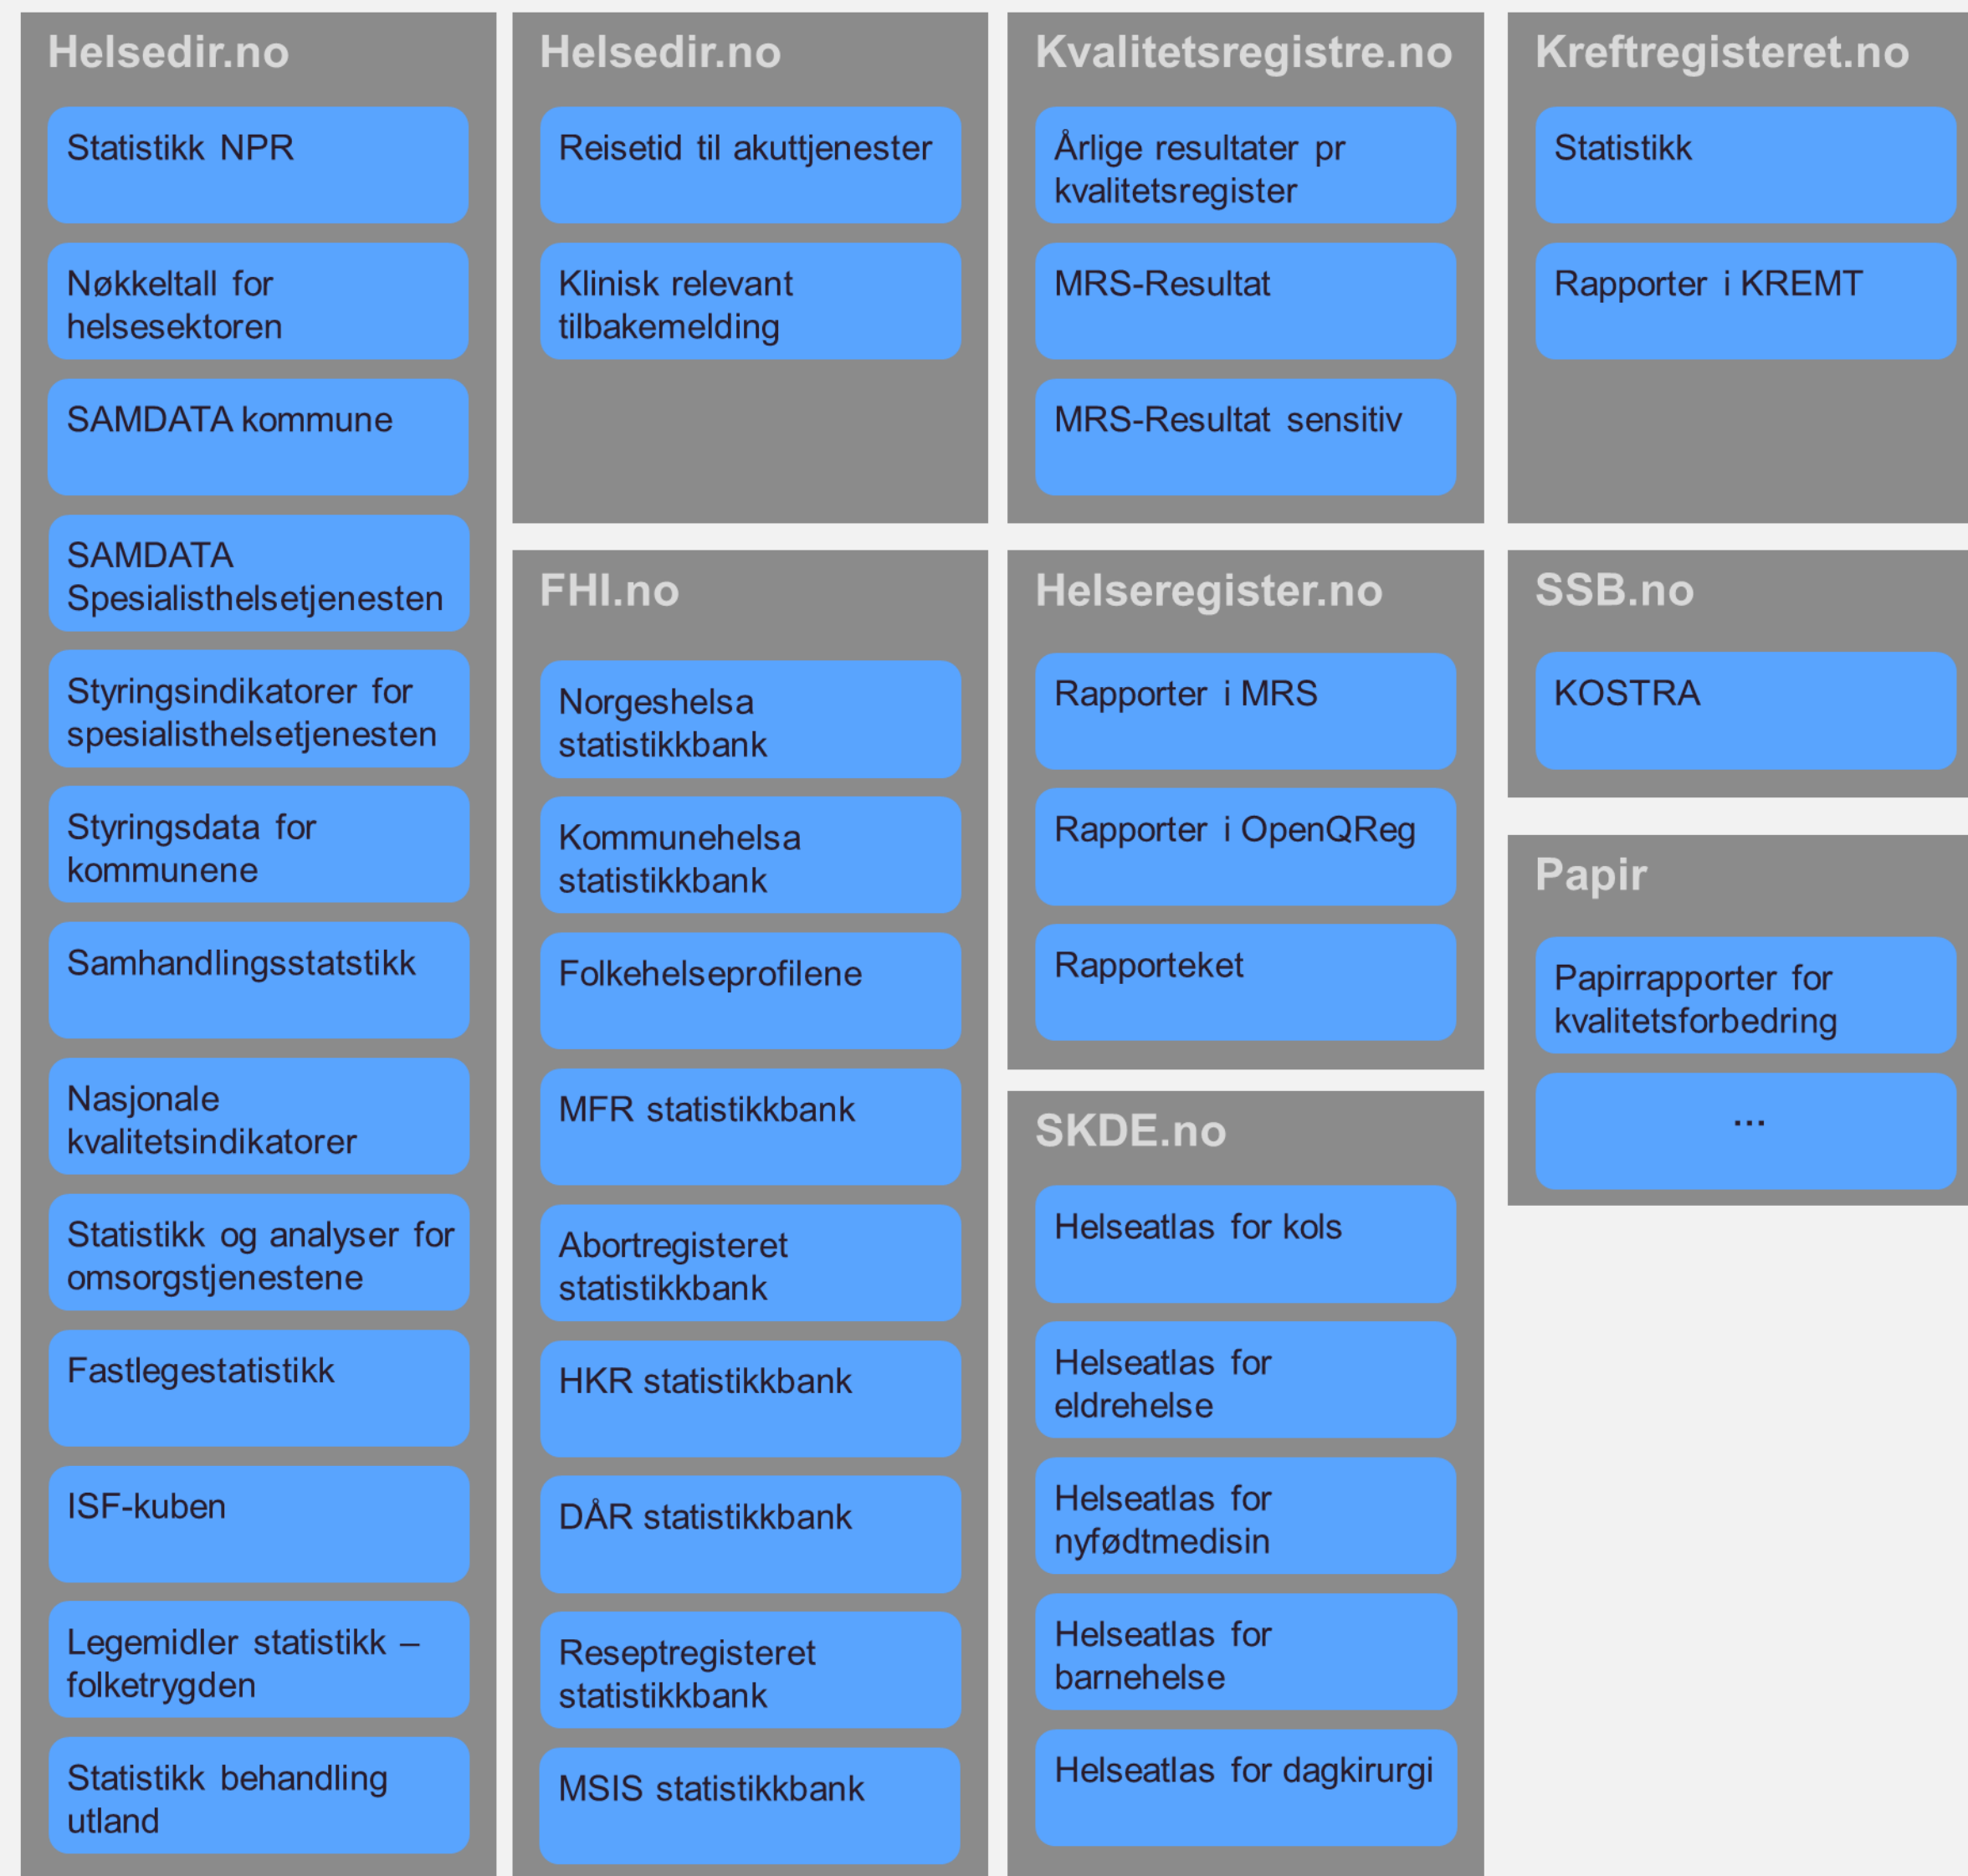 Helsedir.no
Statistikk NPR
Nøkkeltall for
helsesektoren
SAMDATA kommune
SAMDATA
Spesialisthelsetjenesten
Styringsindikatorer for
spesialisthelsetjenesten
Styringsdata for
kommunene
Samhandlingsstatstikk
Nasjonale
kvalitetsindikatorer
Statistikk og analyser for
omsorgstjenestene
Fastlegestatistikk
ISF-kuben
Legemidler statistikk –
folketrygden
Statistikk behandling
utland
Helsedir.no
Reisetid til akuttjenester
Klinisk relevant
tilbakemelding
FHI.no
Norgeshelsa
statistikkbank
Kommunehelsa
statistikkbank
Folkehelseprofilene
MFR statistikkbank
Abortregisteret
statistikkbank
HKR statistikkbank
DÅR statistikkbank
Reseptregisteret
statistikkbank
MSIS statistikkbank
Kvalitetsregistre.no
Årlige resultater pr
kvalitetsregister
MRS-Resultat
MRS-Resultat sensitiv
Helseregister.no
Rapporter i MRS
Rapporter i OpenQReg
Rapporteket
SKDE.no
Helseatlas for kols
Helseatlas for
eldrehelse
Helseatlas for
nyfødtmedisin
Helseatlas for
barnehelse
Helseatlas for dagkirurgi
Kreftregisteret.no
Statistikk
Rapporter i KREMT
SSB.no
KOSTRA
Papir
Papirrapporter for
kvalitetsforbedring
...